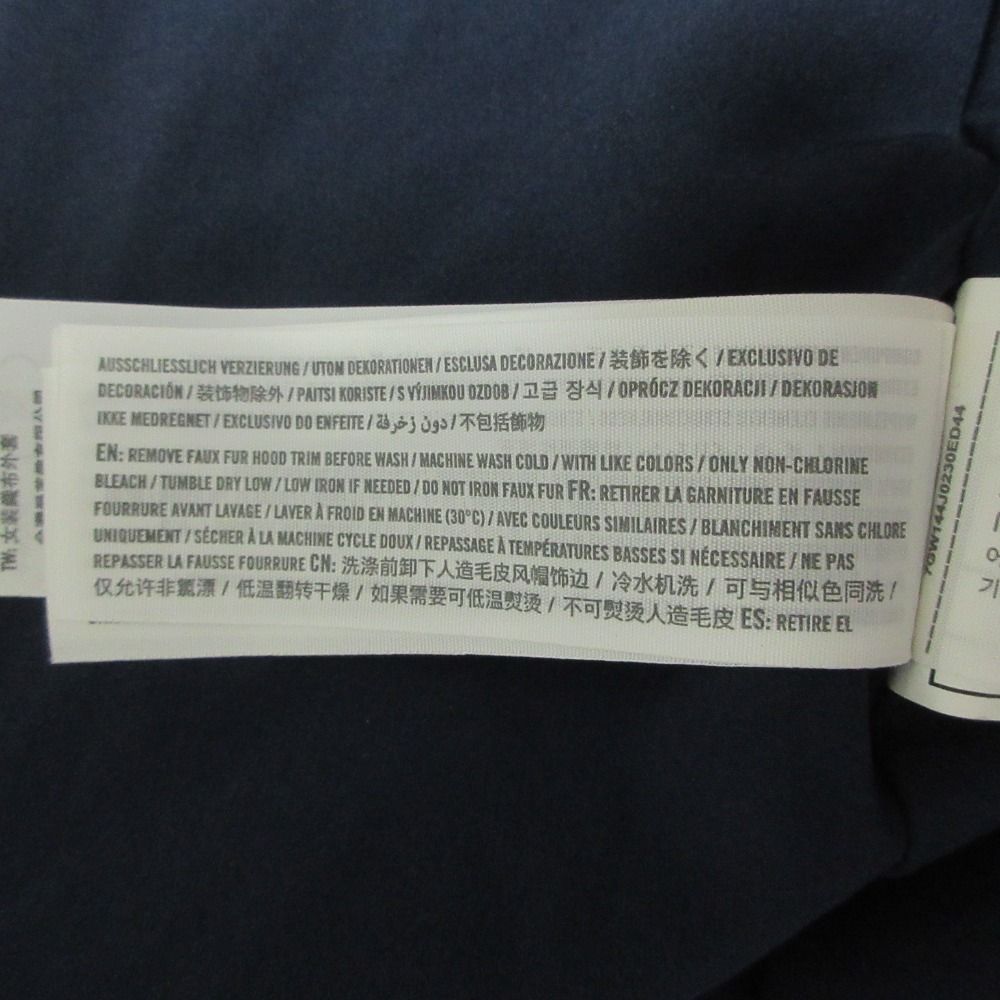 AUSSCHLIESSLICH VERZIERUNG / UTOM DEKORATIONEN / ESCLUSA DECORAZIONE / 装飾を除く / EXCLUSIVO DE
DECORACIÓN / 装饰物除外 / PAITSI KORISTE / S VÝJIMKOU OZDOB / 고급 장식 / OPRÓCZ DEKORACJI / DEKORASJON
IKKE MEDREGNET / EXCLUSIVO DO ENFEITE / دون زخرفة / 不包括飾物
EN: REMOVE FAUX FUR HOOD TRIM BEFORE WASH / MACHINE WASH COLD / WITH LIKE COLORS / ONLY NON-CHLORINE
BLEACH / TUMBLE DRY LOW / LOW IRON IF NEEDED / DO NOT IRON FAUX FUR FR: RETIRER LA GARNITURE EN FAUSSE
FOURRURE AVANT LAVAGE / LAVER À FROID EN MACHINE (30°C) / AVEC COULEURS SIMILAIRES / BLANCHIMENT SANS CHLORE
UNIQUEMENT / SÉCHER À LA MACHINE CYCLE DOUX / REPASSAGE À TEMPÉRATURES BASSES SI NÉCESSAIRE / NE PAS
REPASSER LA FAUSSE FOURRURE CN: 洗涤前卸下人造毛皮风帽饰边 / 冷水机洗 / 可与相似色同洗 /
仅允许非氯漂 / 低温翻转干燥 / 如果需要可低温熨烫 / 不可熨烫人造毛皮 ES: RETIRE EL
7GW144J0230ED44